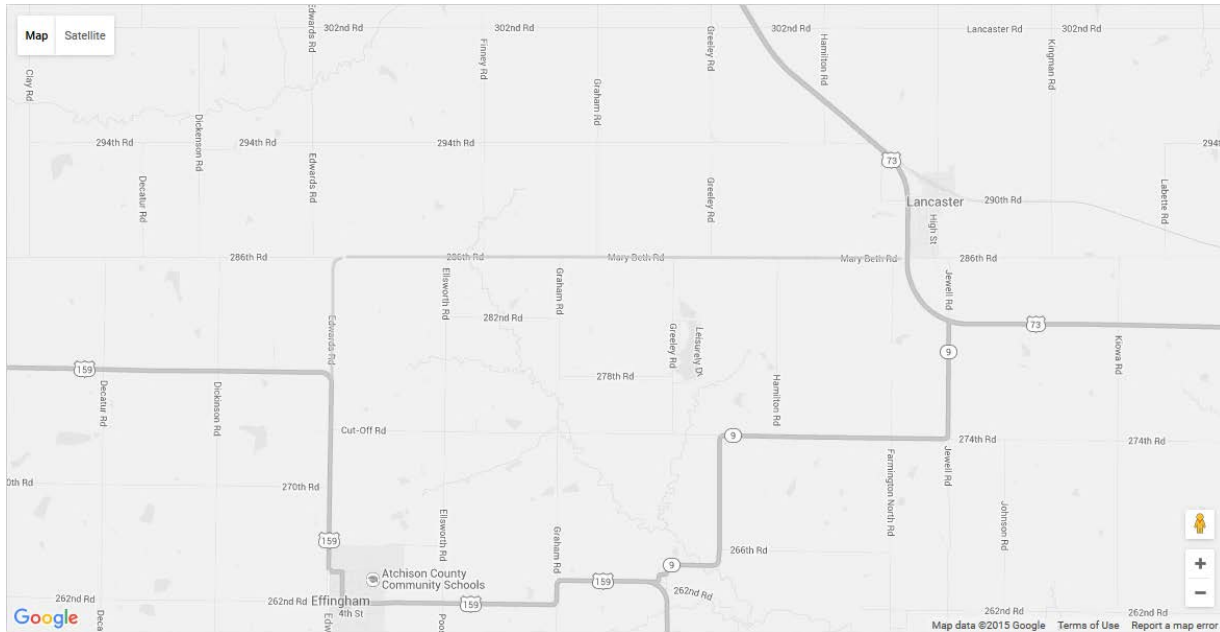 Map Satellite
Edwards Rd
302nd Rd
Finney Rd
Greeley Rd
302nd Rd
Hamilton Rd
Lancaster Rd
Kingman Rd
302nd Rd
Clay Rd
Graham Rd
Dickenson Rd
294th Rd
294th Rd
294th Rd
294th Rd
73
Edwards Rd
Decatur Rd
Greeley Rd
Labette Rd
Lancaster
290th Rd
High St
286th Rd
286th Rd
Mary Beth Rd
Mary Beth Rd
286th Rd
Ellsworth Rd
Graham Rd
Jewell Rd
282nd Rd
Edwards Rd
Greeley Rd
Leisurely
73
Kiowa Rd
9
159
278th Rd
Decatur Rd
Dickinson Rd
Hamilton Rd
Cut-Off Rd
9
274th Rd
274th Rd
Farmington North Rd
Jewell Rd
0th Rd
270th Rd
Ellsworth Rd
Johnson Rd
Graham Rd
159
266th Rd
9
Atchison County
Community Schools
159
262nd Rd
262nd Rd
262nd Rd
Effingham
4th St
159
262nd Rd
Google
Map data ©2015 Google Terms of Use Report a map error